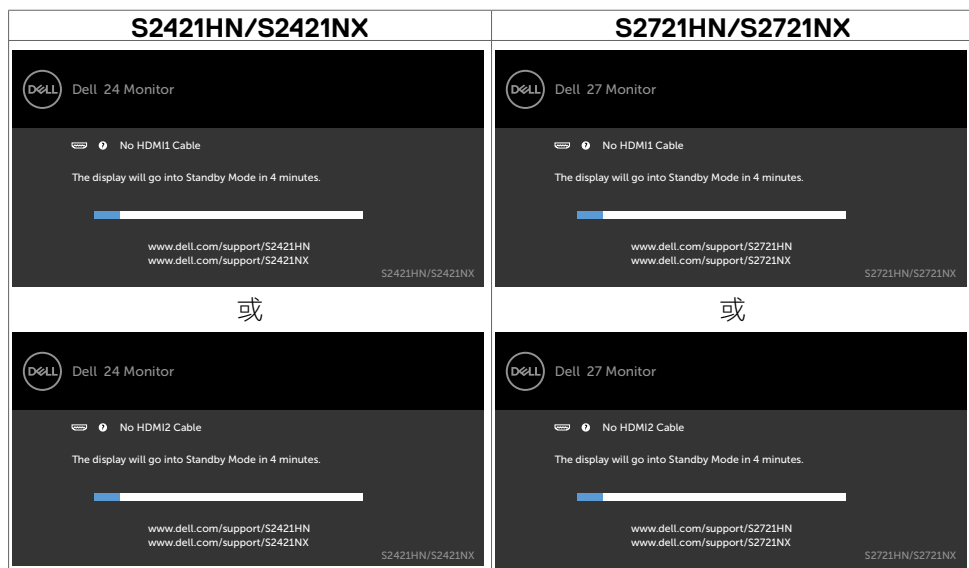 S2421HN/S2421NX
S2721HN/S2721NX
DELL Dell 24 Monitor
No HDMI1 Cable
The display will go into Standby Mode in 4 minutes.
www.dell.com/support/S2421HN
www.dell.com/support/S2421NX
S2421HN/S2421NX
DELL Dell 27 Monitor
No HDMI1 Cable
The display will go into Standby Mode in 4 minutes.
www.dell.com/support/S2721HN
www.dell.com/support/S2721NX
S2721HN/S2721NX
或
或
DELL Dell 24 Monitor
No HDMI2 Cable
The display will go into Standby Mode in 4 minutes.
www.dell.com/support/S2421HN
www.dell.com/support/S2421NX
S2421HN/S2421NX
DELL Dell 27 Monitor
No HDMI2 Cable
The display will go into Standby Mode in 4 minutes.
www.dell.com/support/S2721HN
www.dell.com/support/S2721NX
S2721HN/S2721NX